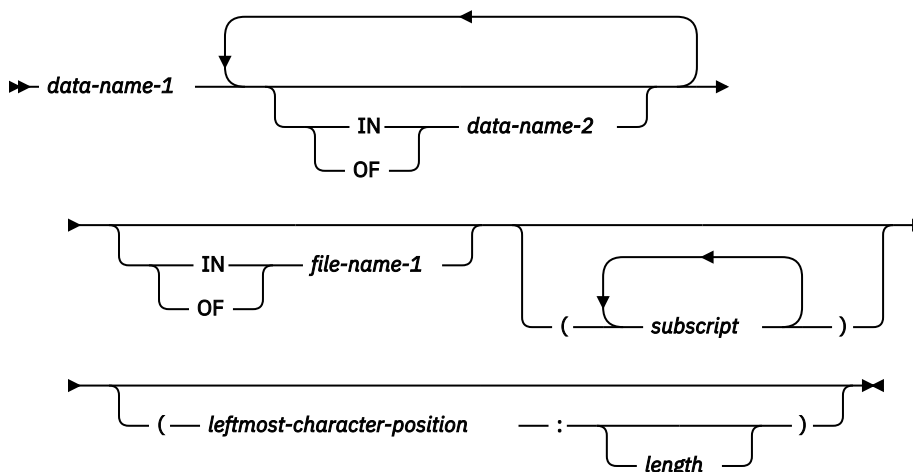 data-name-1
IN data-name-2
OF
IN file-name-1
OF
( subscript )
( leftmost-character-position : )
length